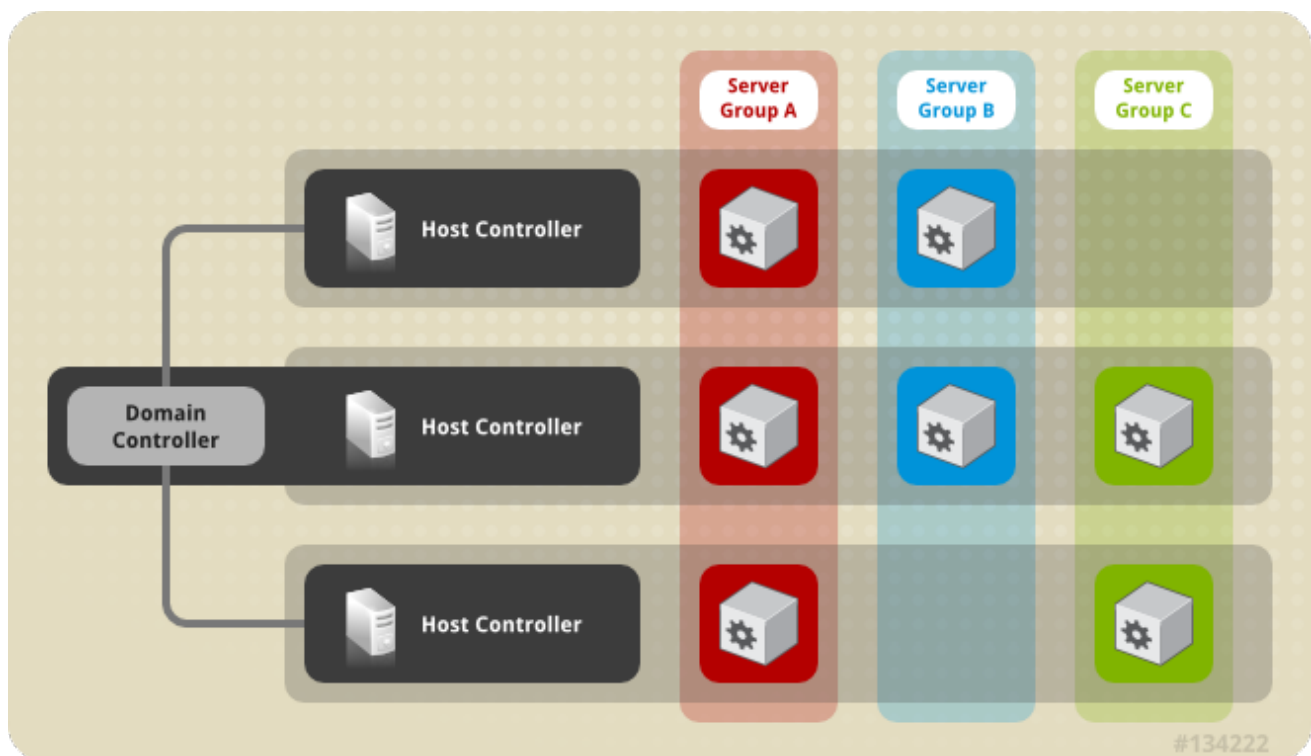 Server
Group A
Server
Group B
Server
Group C
Host Controller
Domain
Controller
Host Controller
Host Controller
#134222